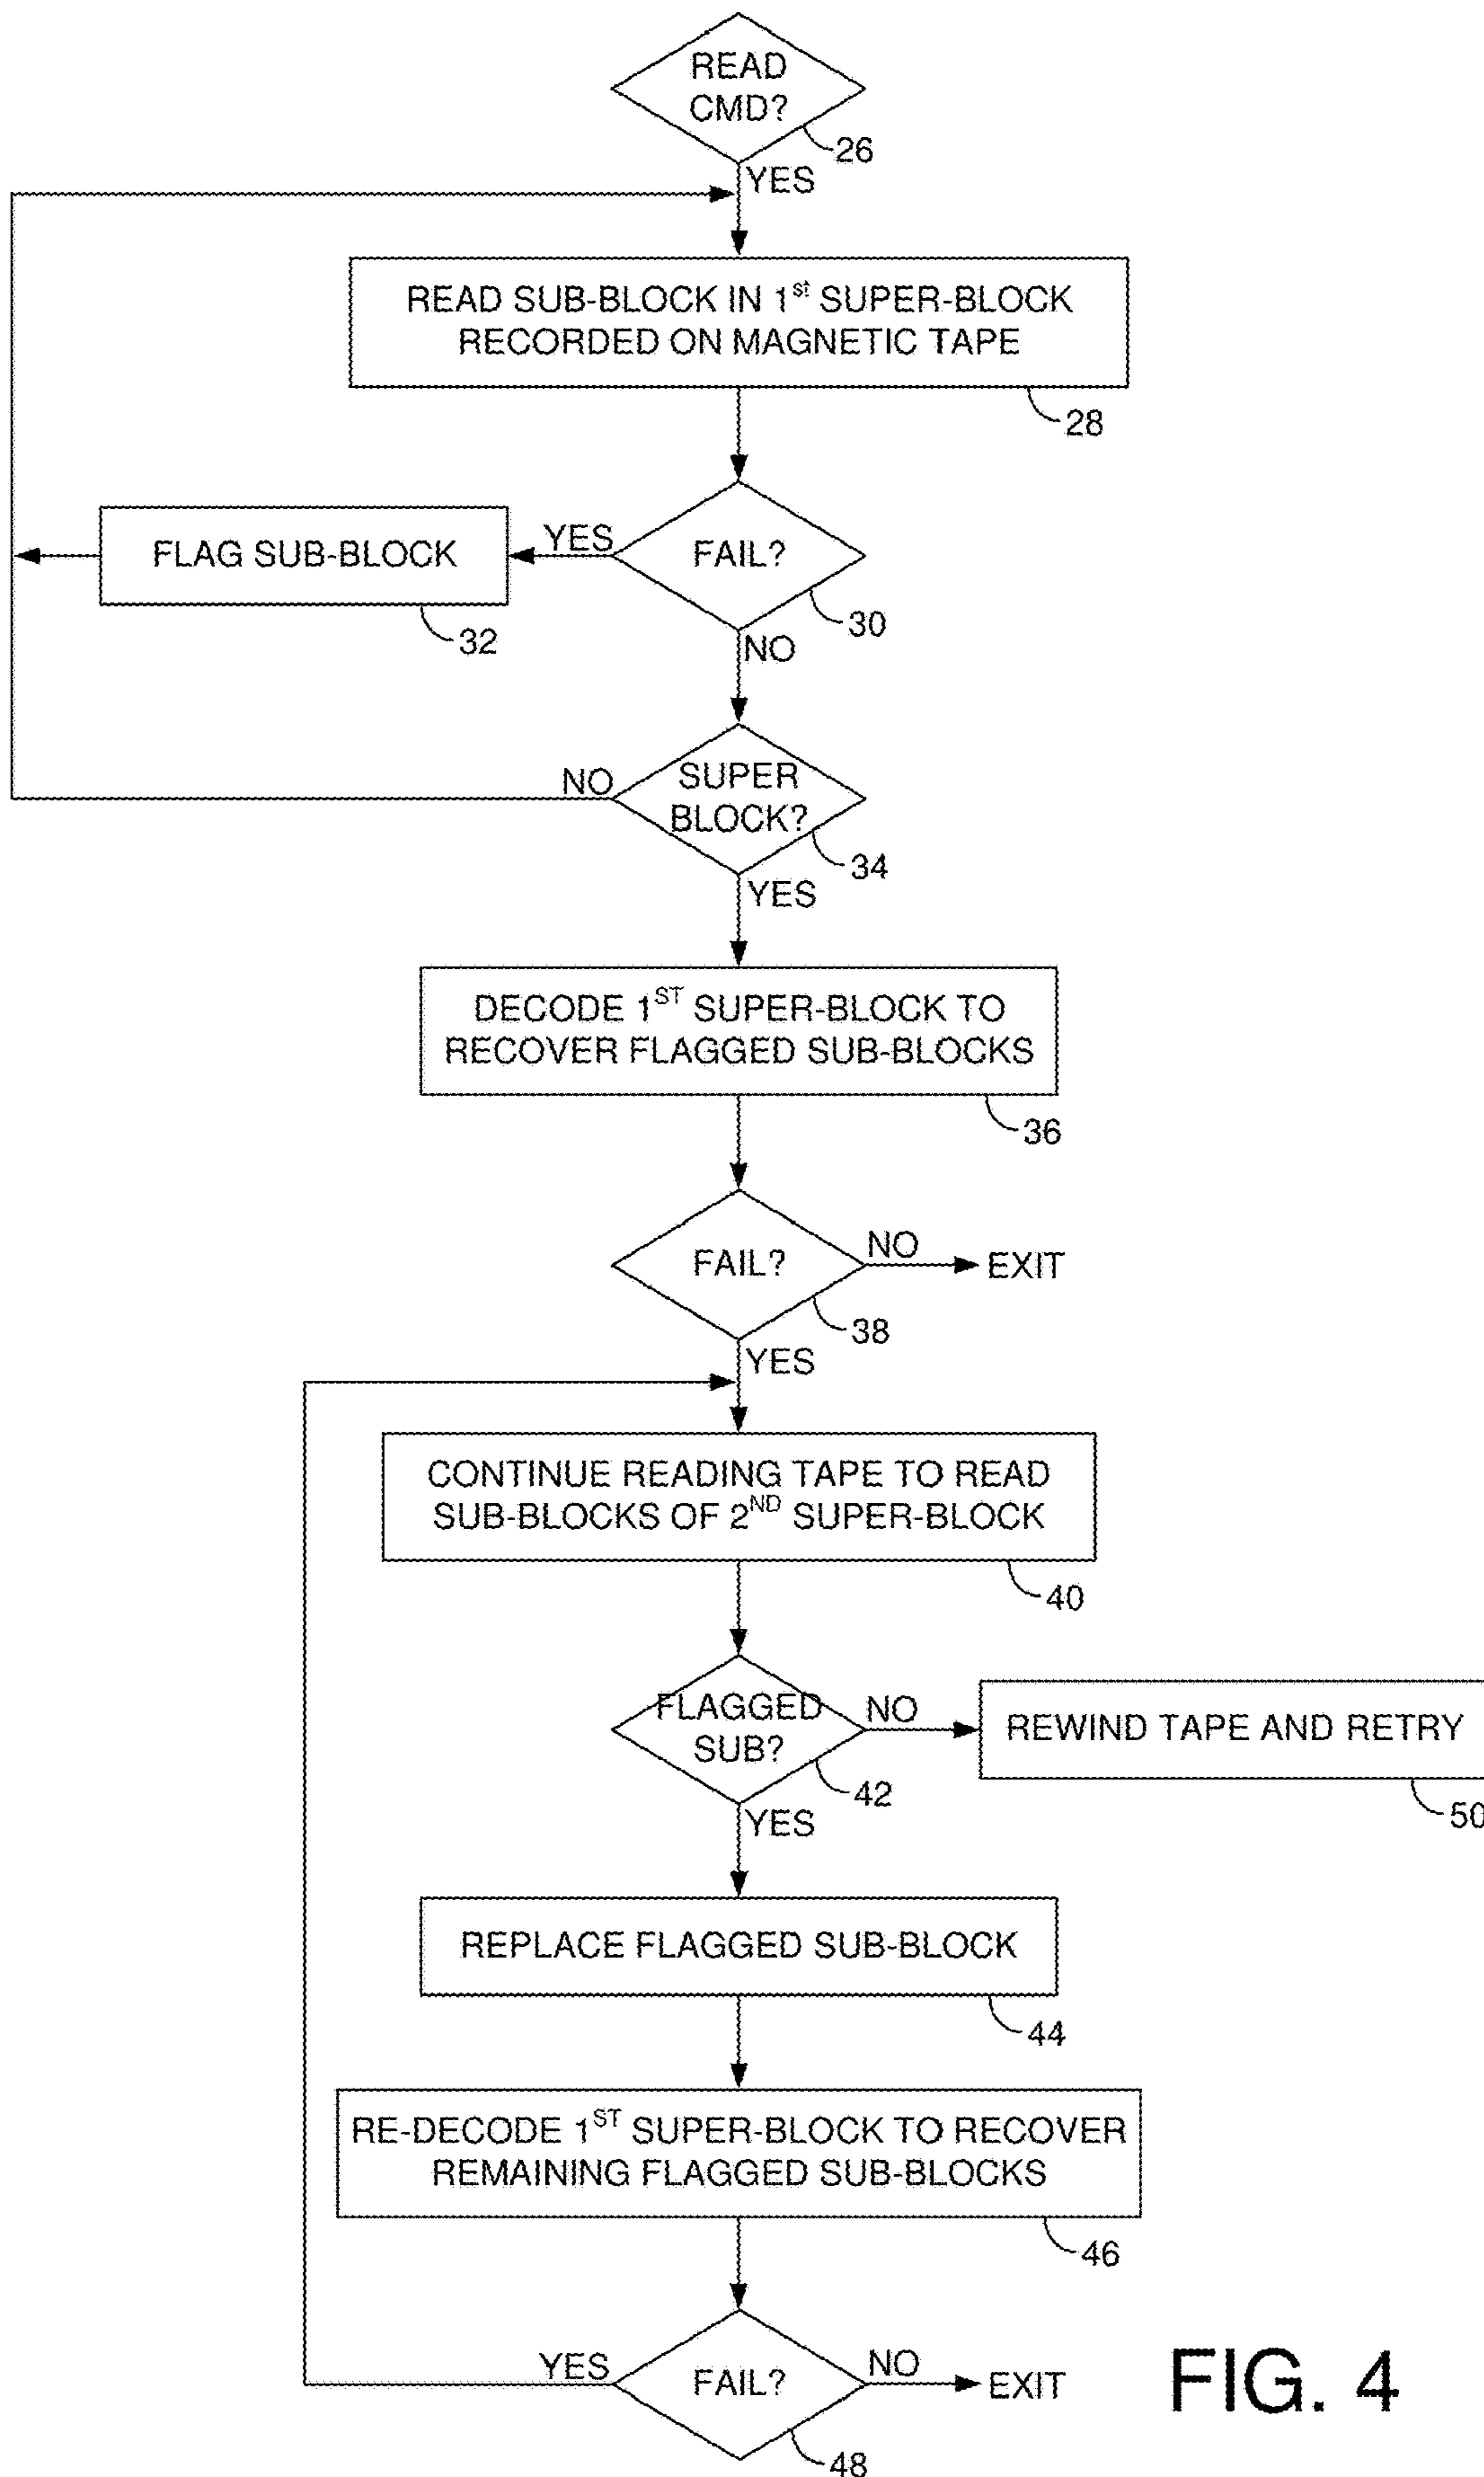 READ
CMD?
26
YES
READ SUB-BLOCK IN 1st SUPER-BLOCK
RECORDED ON MAGNETIC TAPE
28
FLAG SUB-BLOCK
YES
FAIL?
32
30
NO
NO
SUPER
BLOCK?
34
YES
DECODE 1ST SUPER-BLOCK TO
RECOVER FLAGGED SUB-BLOCKS
36
FAIL?
NO
EXIT
38
YES
CONTINUE READING TAPE TO READ
SUB-BLOCKS OF 2ND SUPER-BLOCK
40
FLAGGED
SUB?
NO
REWIND TAPE AND RETRY
42
50
YES
REPLACE FLAGGED SUB-BLOCK
44
RE-DECODE 1ST SUPER-BLOCK TO RECOVER
REMAINING FLAGGED SUB-BLOCKS
46
YES
FAIL?
NO
EXIT
48
FIG. 4